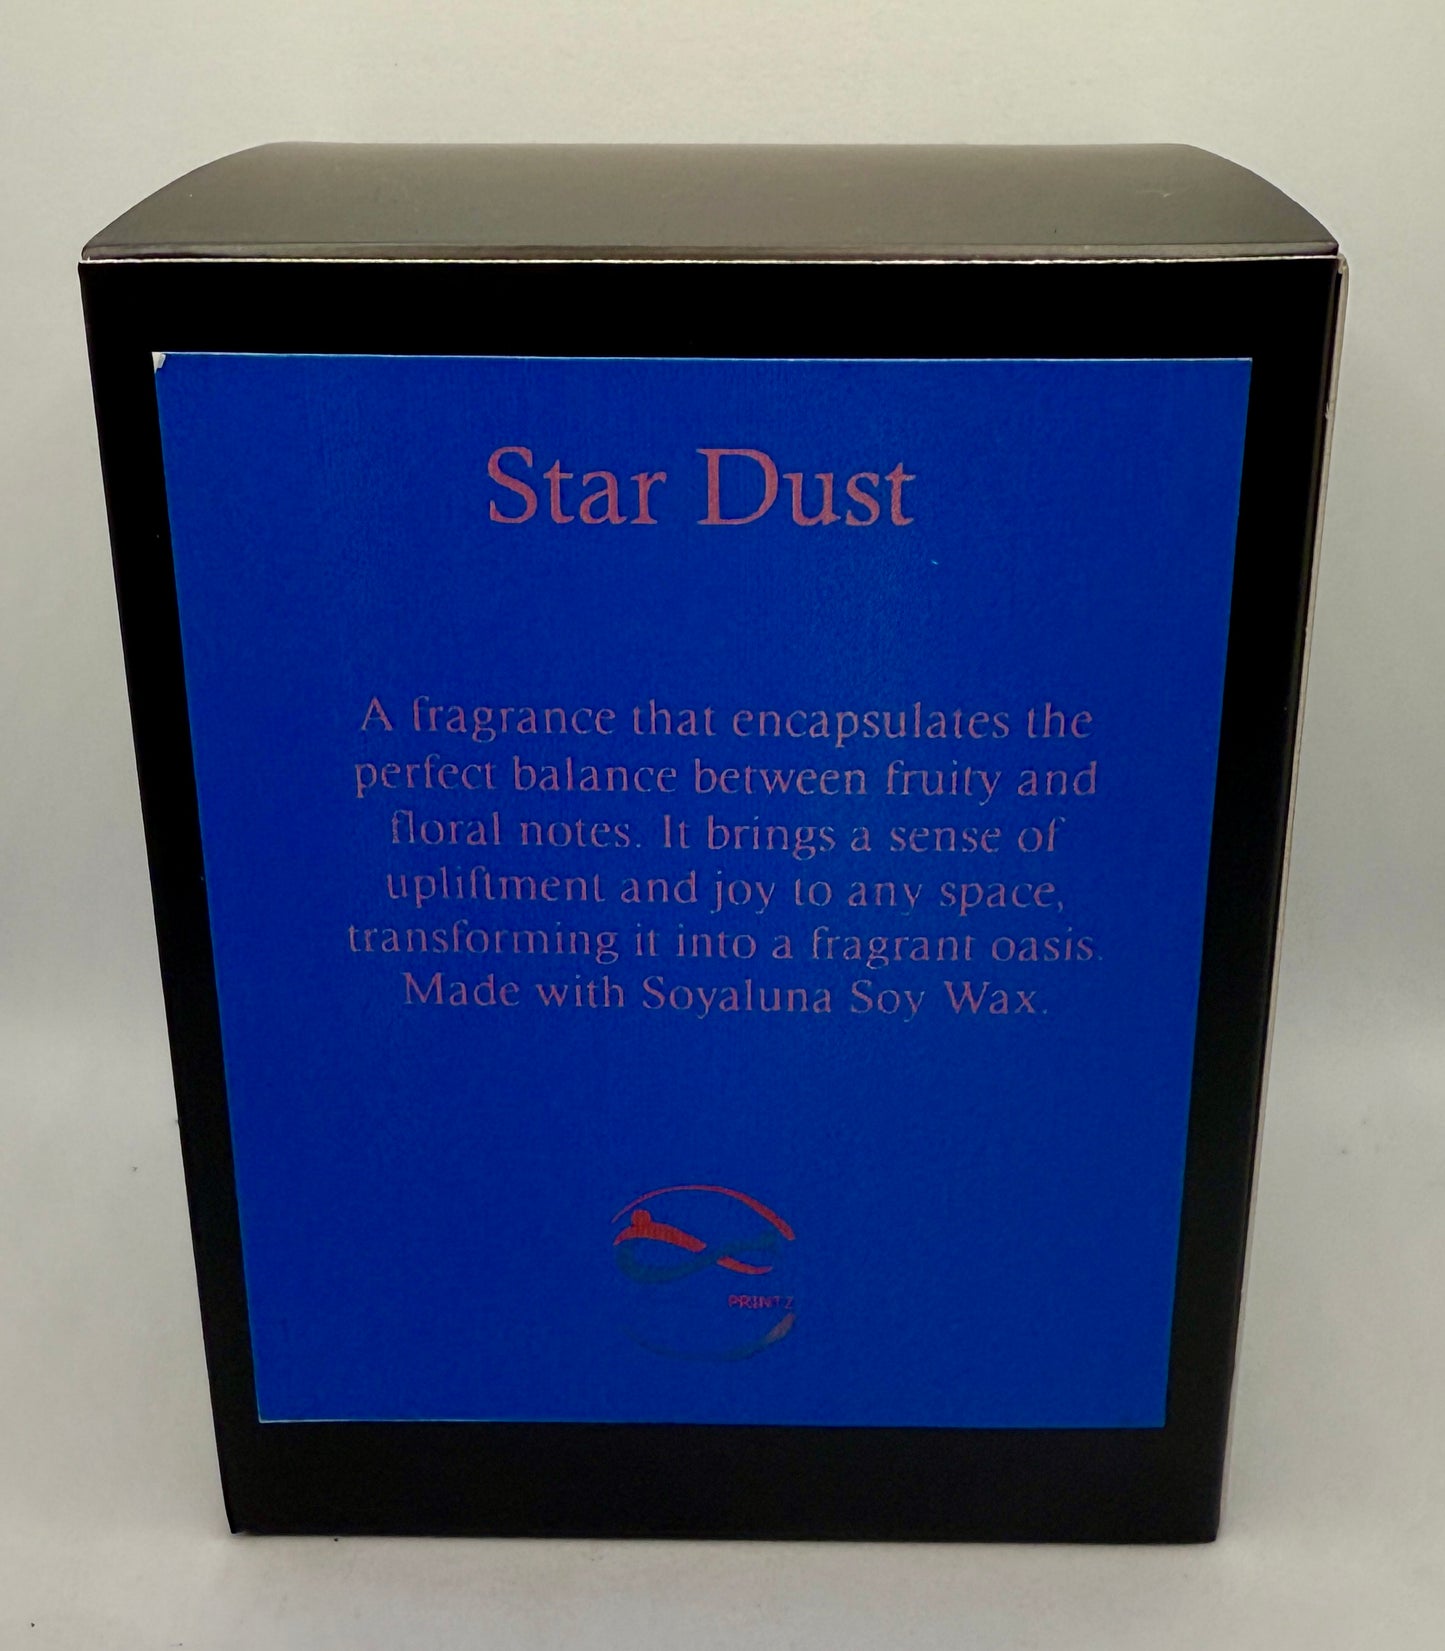 Star Dust
A fragrance that encapsulates the
perfect balance between fruity and
floral notes. It brings a sense of
upliftment and joy to any space,
transforming it into a fragrant oasis.
Made with Soyaluna Soy Wax.
PRINTZ